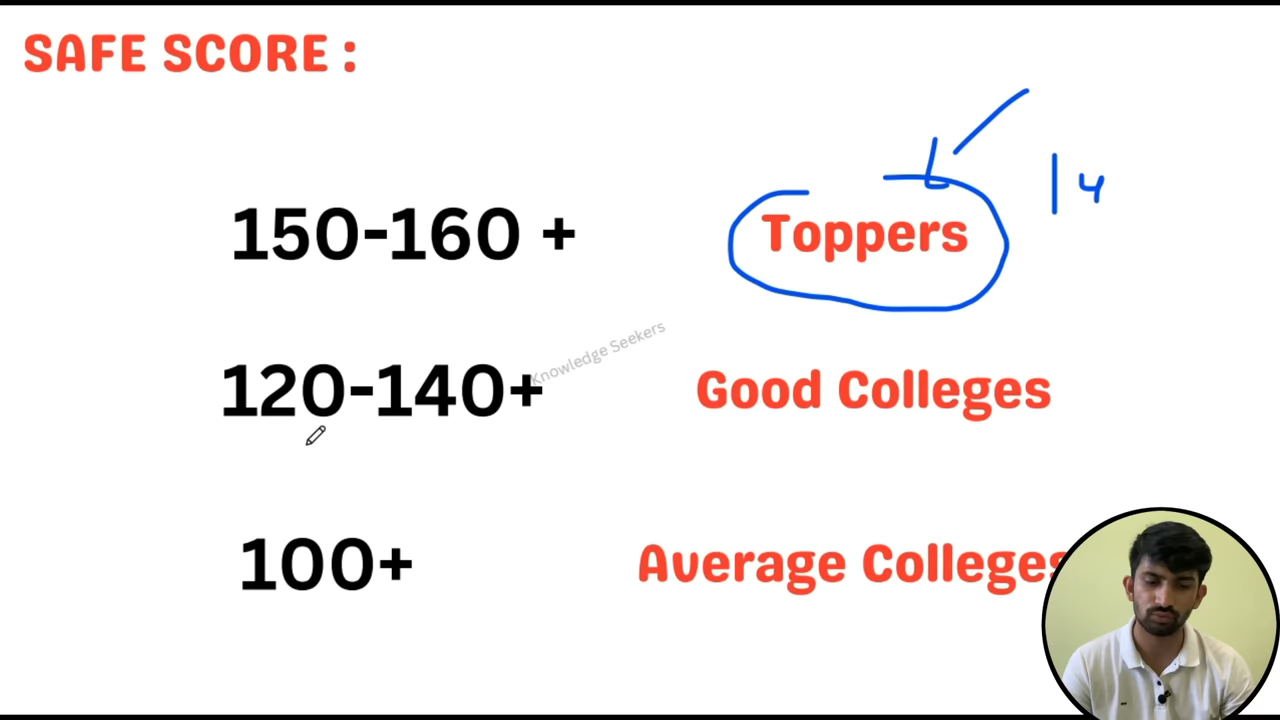 SAFE SCORE :
150-160 + Toppers
14
120-140+ Good Colleges
Knowledge Seekers
100+ Average Colleges